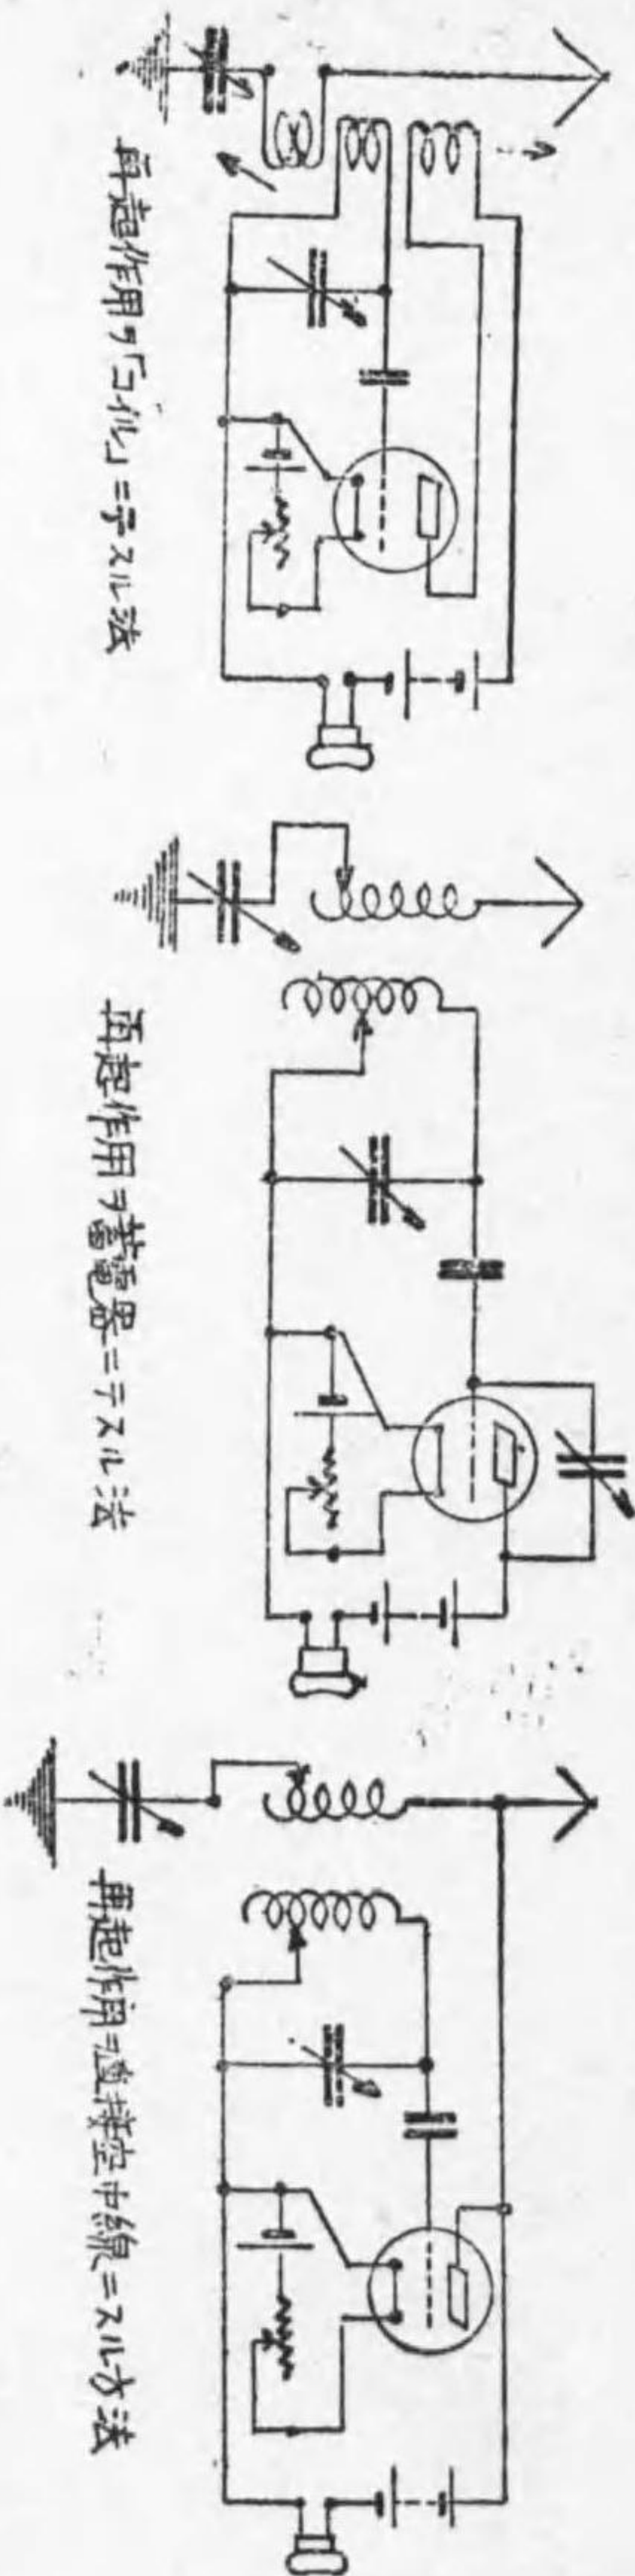 再起作用ヲ「コイル」ニテスル法
再起作用ヲ蓄電器ニテスル法
再起作用ヲ直接空中線ニスル方法